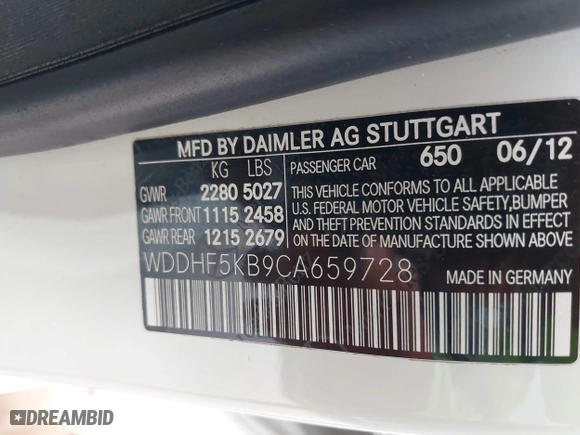 MFD BY DAIMLER AG STUTTGART
KG LBS PASSENGER CAR 650 06/12
GVWR 2280 5027
GAWR FRONT 1115 2458
GAWR REAR 1215 2679
THIS VEHICLE CONFORMS TO ALL APPLICABLE
U.S. FEDERAL MOTOR VEHICLE SAFETY,BUMPER
AND THEFT PREVENTION STANDARDS IN EFFECT
ON THE DATE OF MANUFACTURE SHOWN ABOVE
WDDHF5KB9CA659728 MADE IN GERMANY
DREAMBID